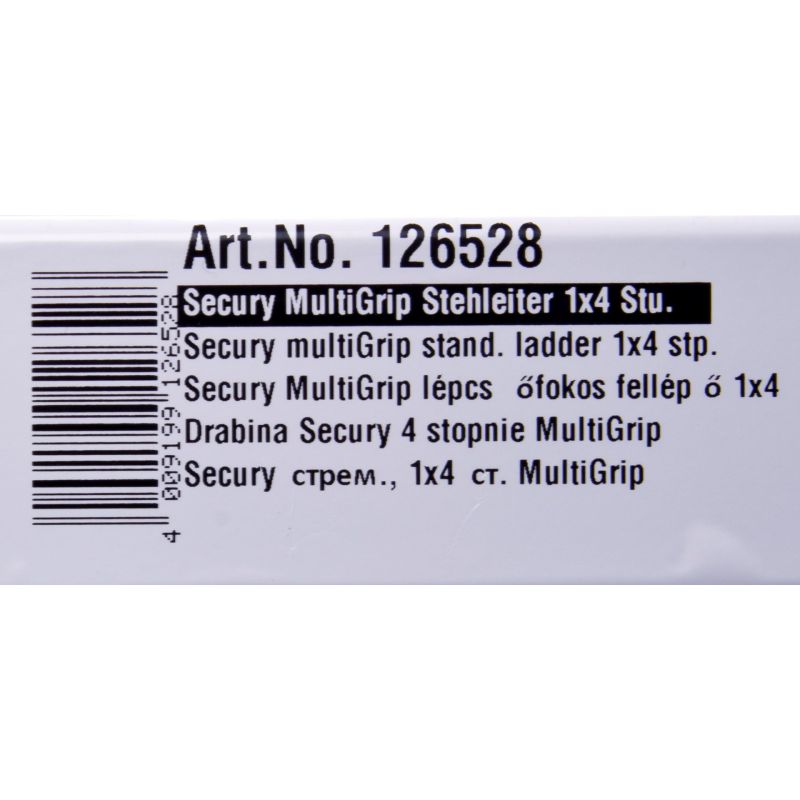 Art.No. 126528
Secury MultiGrip Stehleiter 1x4 Stu.
Secury multiGrip stand. ladder 1x4 stp.
Secury MultiGrip lépcs őfokos fellép ő 1x4
Drabina Secury 4 stopnie MultiGrip
Secury стрем., 1x4 ст. MultiGrip
4 009199 126528